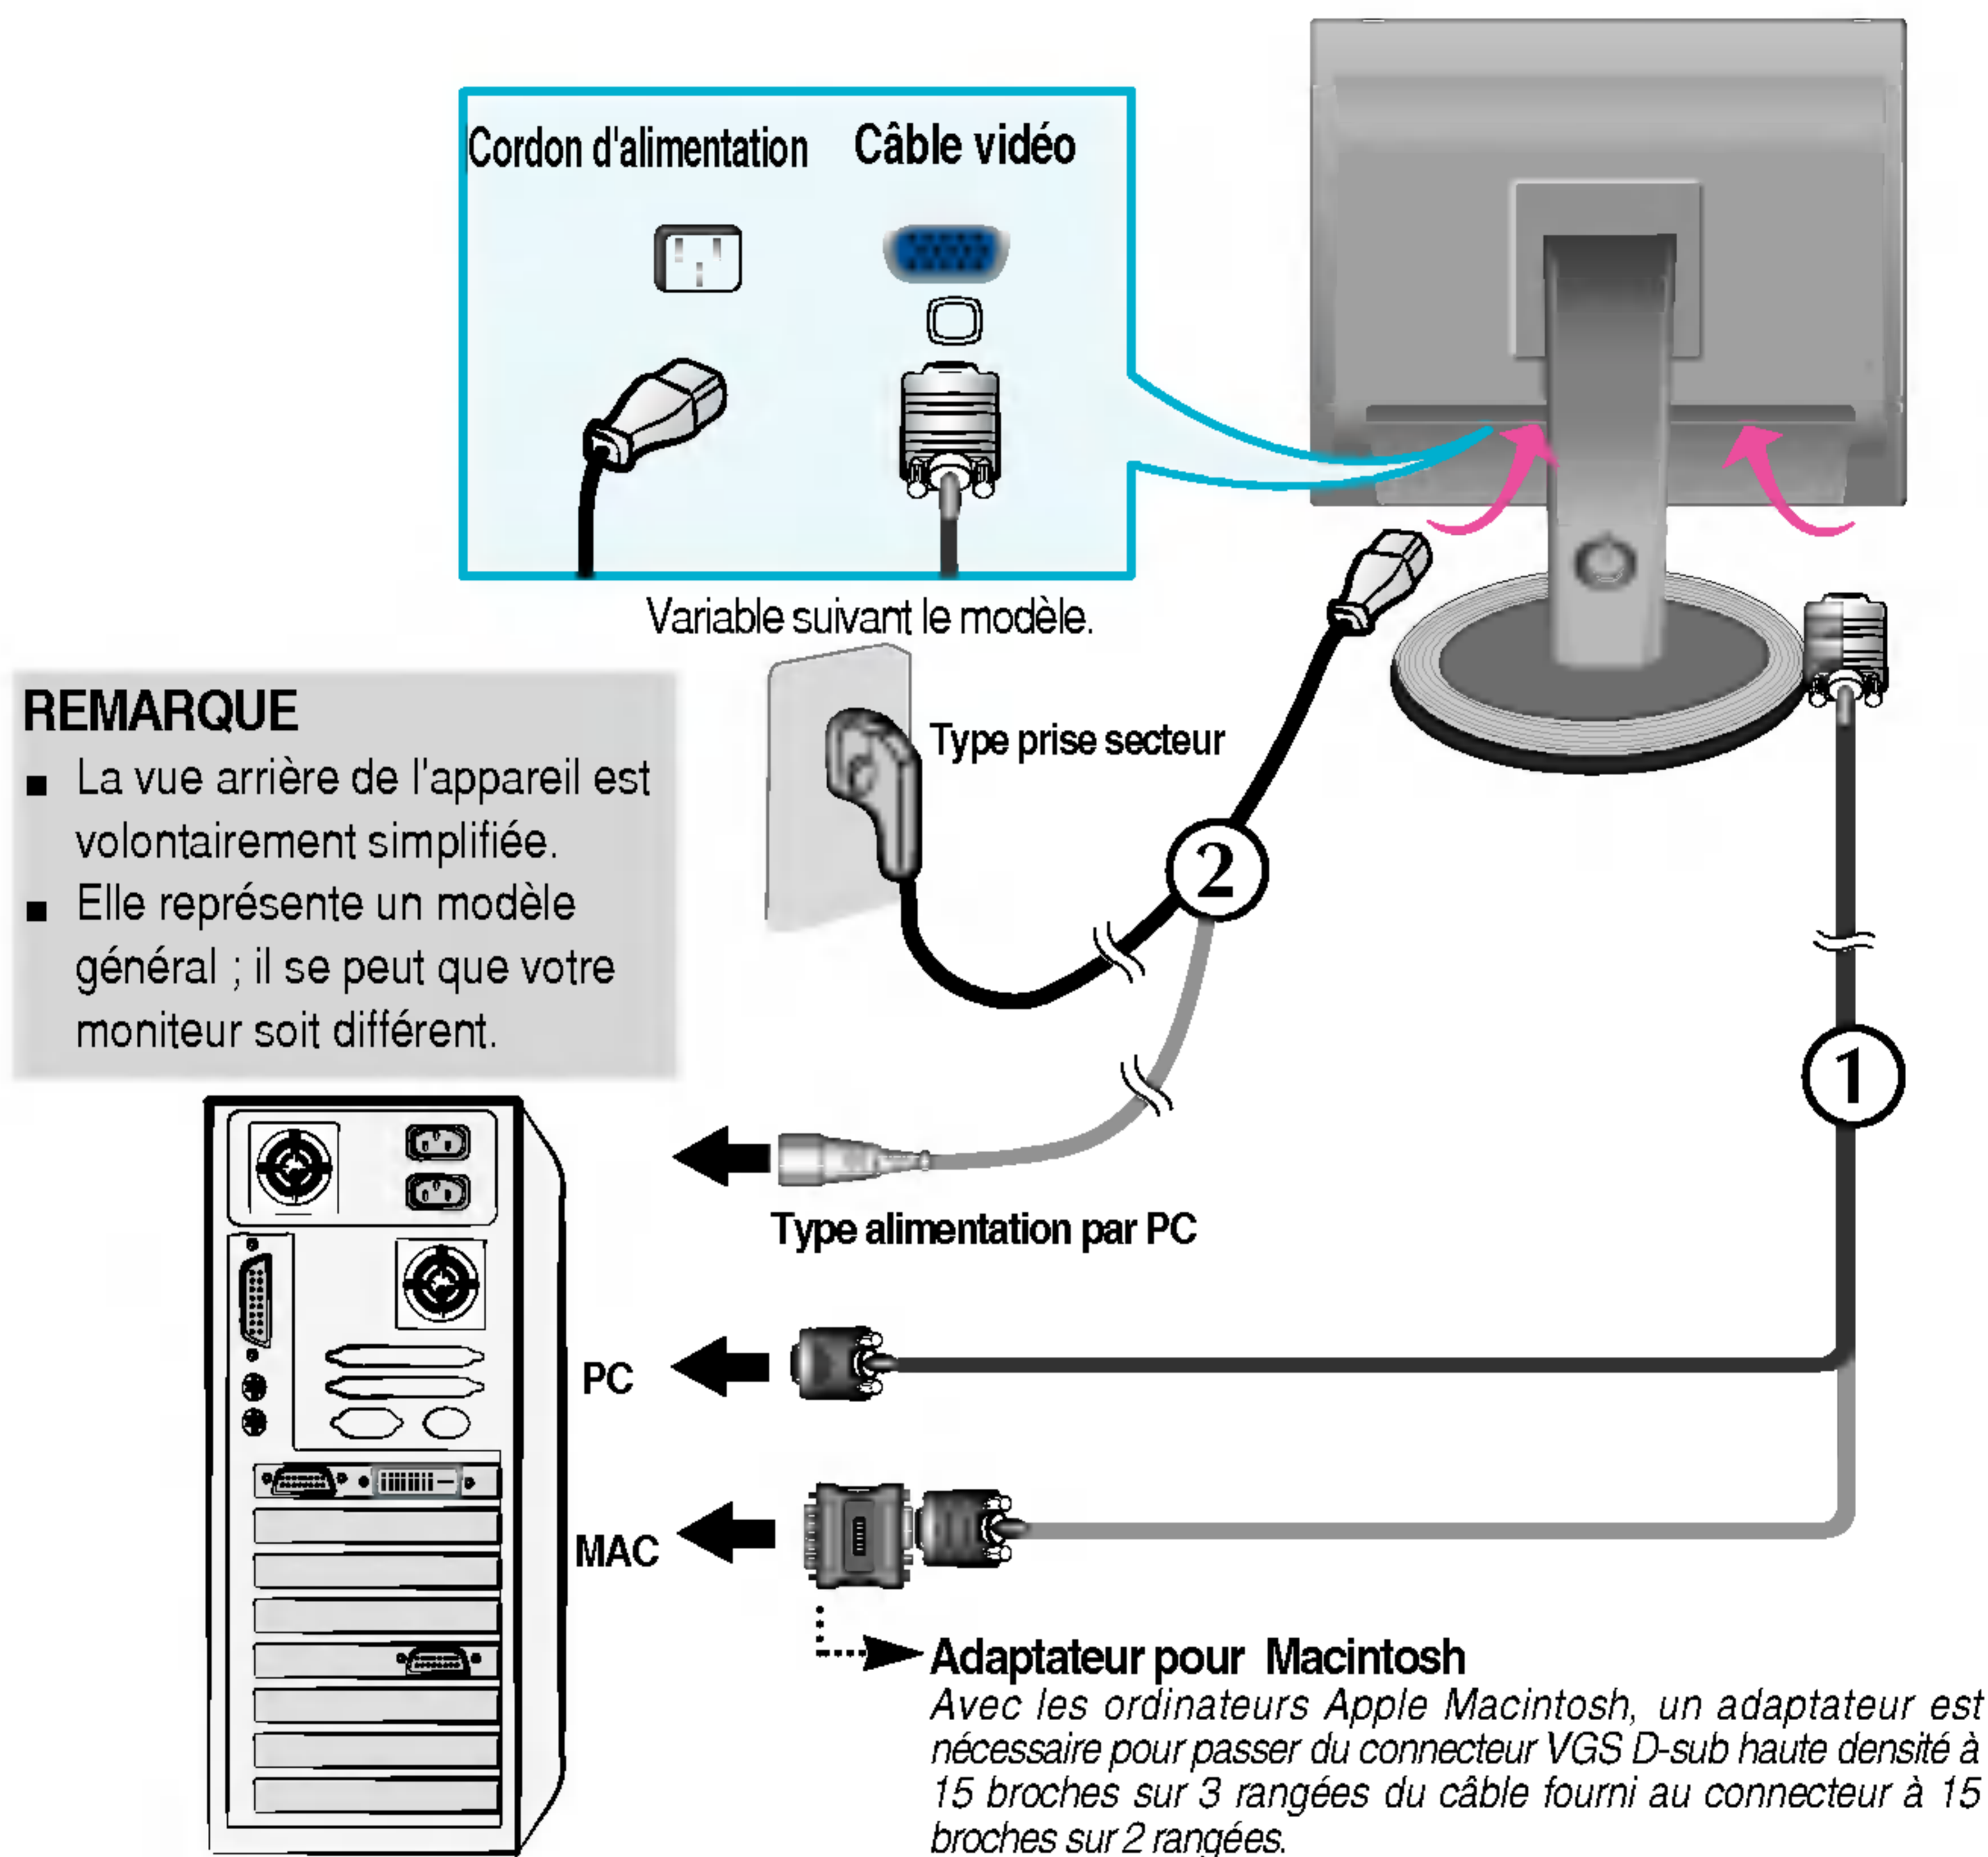 Cordon d'alimentation
Câble vidéo
Variable suivant le modèle.
REMARQUE
■ La vue arrière de l'appareil est
volontairement simplifiée.
■ Elle représente un modèle
général ; il se peut que votre
moniteur soit différent.
Type prise secteur
2
1
Type alimentation par PC
PC
MAC
Adaptateur pour Macintosh
Avec les ordinateurs Apple Macintosh, un adaptateur est
nécessaire pour passer du connecteur VGS D-sub haute densité à
15 broches sur 3 rangées du câble fourni au connecteur à 15
broches sur 2 rangées.